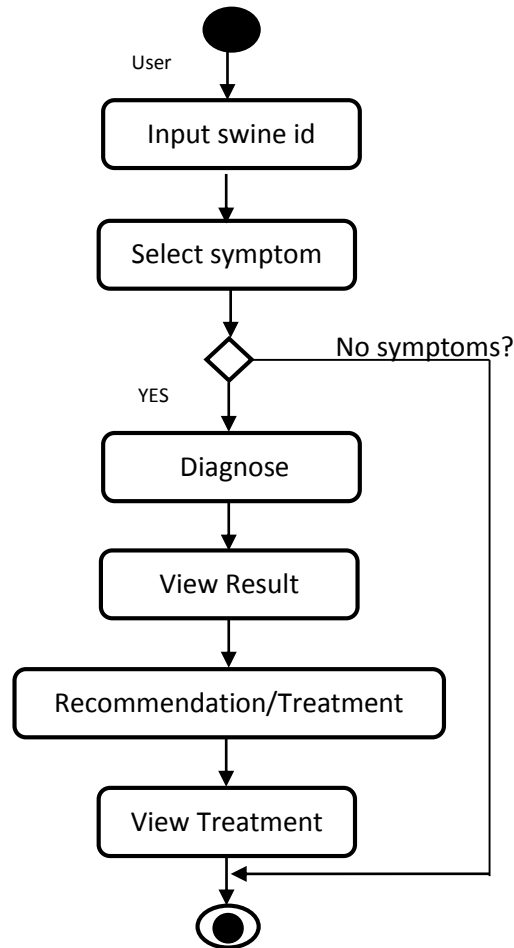 User
Input swine id
Select symptom
No symptoms?
YES
Diagnose
View Result
Recommendation/Treatment
View Treatment